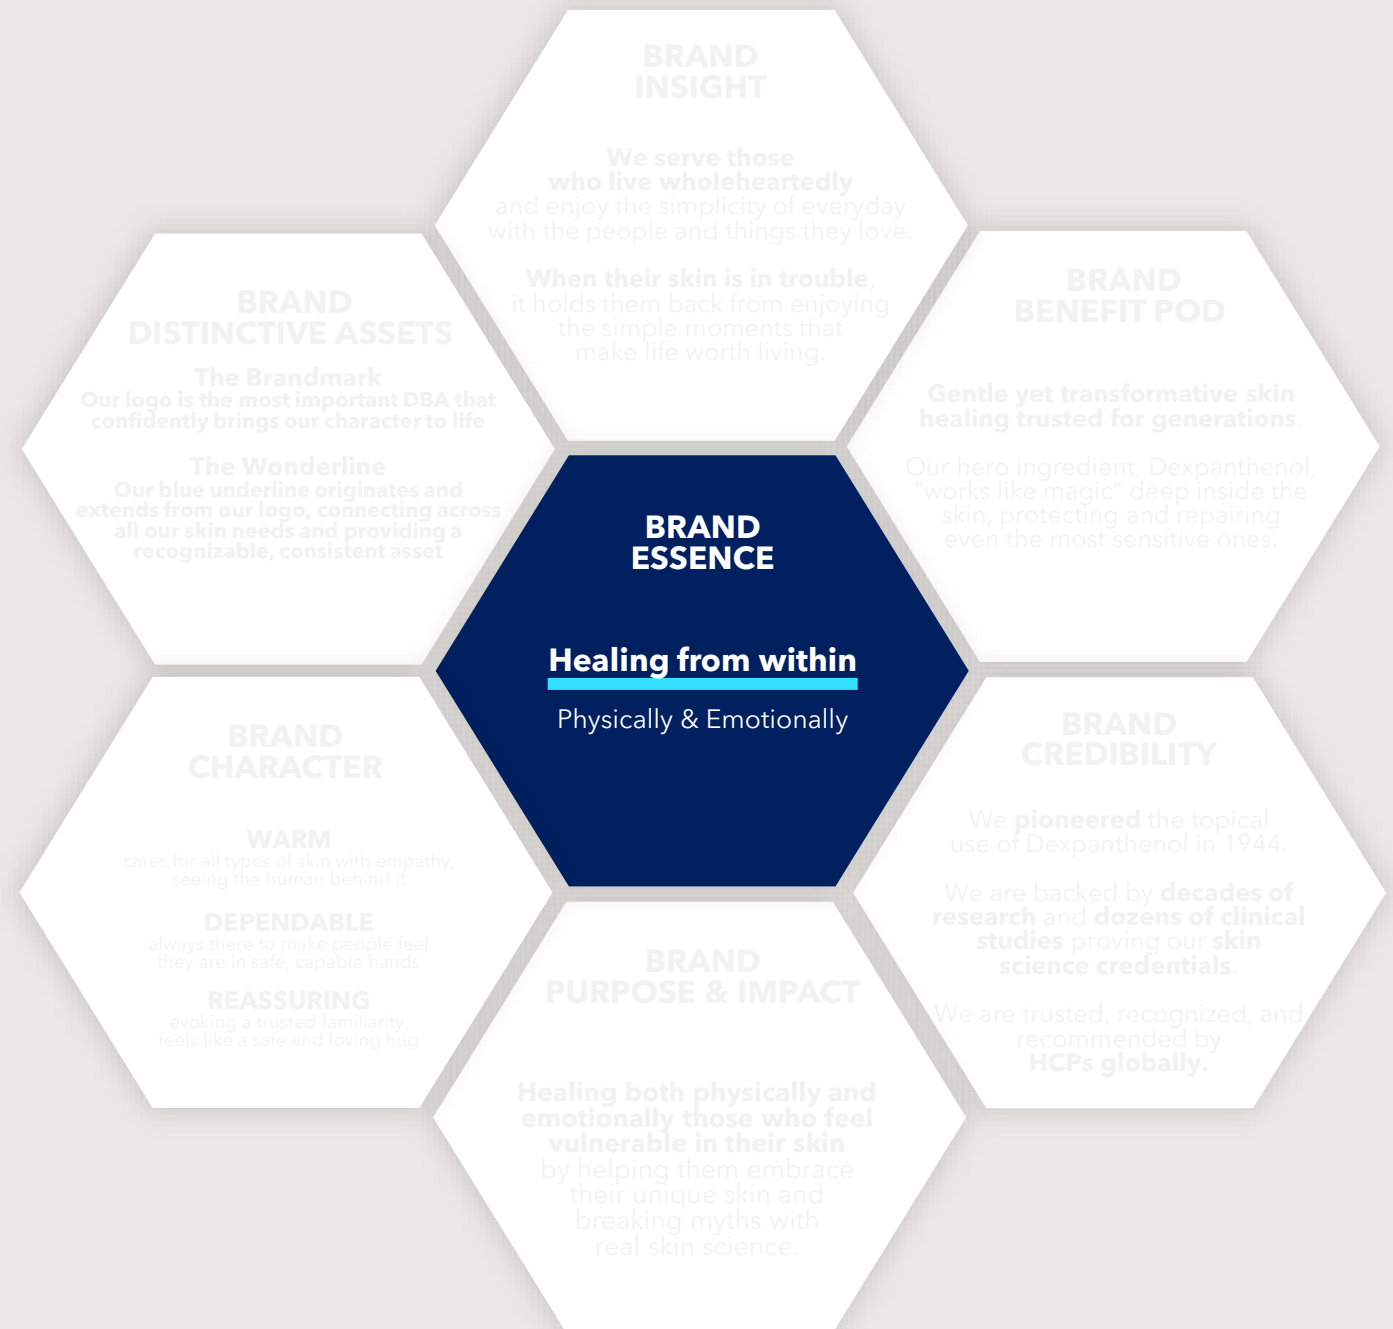 BRAND
INSIGHT
We serve those
who live wholeheartedly
and enjoy the simplicity of everyday
with the people and things they love.
When their skin is in trouble,
it holds them back from enjoying
the simple moments that
make life worth living.
BRAND
DISTINCTIVE ASSETS
The Brandmark
Our logo is the most important DBA that
confidently brings our character to life
The Wonderline
Our blue underline originates and
extends from our logo, connecting across
all our skin needs and providing a
recognizable, consistent asset
BRAND
BENEFIT POD
Gentle yet transformative skin
healing trusted for generations.
Our hero ingredient, Dexpanthenol,
“works like magic” deep inside the
skin, protecting and repairing
even the most sensitive ones.
BRAND
ESSENCE
Healing from within
Physically & Emotionally
BRAND
CHARACTER
WARM
cares for all types of skin with empathy,
seeing the human behind it
DEPENDABLE
always there to make people feel
they are in safe, capable hands
REASSURING
evoking a trusted familiarity,
feels like a safe and loving hug
BRAND
CREDIBILITY
We pioneered the topical
use of Dexpanthenol in 1944.
We are backed by decades of
research and dozens of clinical
studies proving our skin
science credentials.
We are trusted, recognized, and
recommended by
HCPs globally.
BRAND
PURPOSE & IMPACT
Healing both physically and
emotionally those who feel
vulnerable in their skin
by helping them embrace
their unique skin and
breaking myths with
real skin science.